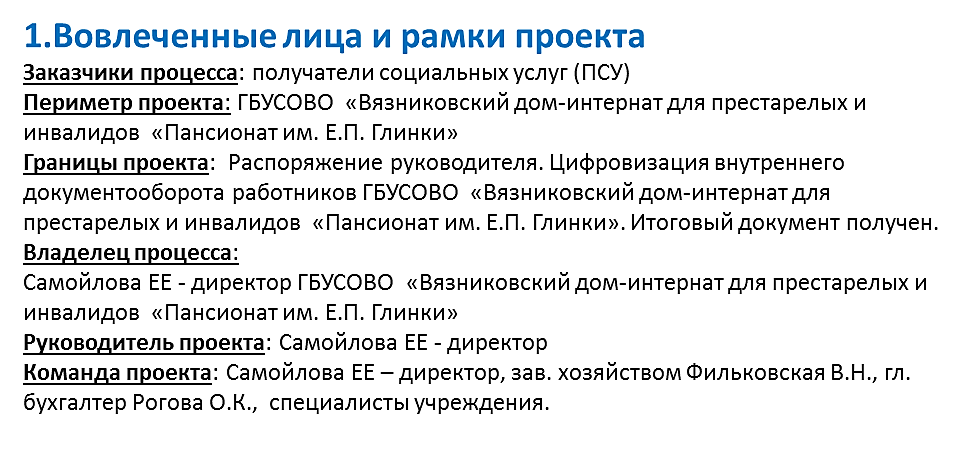 1.Вовлеченные лица и рамки проекта
Заказчики процесса: получатели социальных услуг (ПСУ)
Периметр проекта: ГБУСОВО «Вязниковский дом-интернат для престарелых и
инвалидов «Пансионат им. Е.П. Глинки»
Границы проекта: Распоряжение руководителя. Цифровизация внутреннего
документооборота работников ГБУСОВО «Вязниковский дом-интернат для
престарелых и инвалидов «Пансионат им. Е.П. Глинки». Итоговый документ получен.
Владелец процесса:
Самойлова ЕЕ - директор ГБУСОВО «Вязниковский дом-интернат для престарелых и
инвалидов «Пансионат им. Е.П. Глинки»
Руководитель проекта: Самойлова ЕЕ - директор
Команда проекта: Самойлова ЕЕ – директор, зав. хозяйством Фильковская В.Н., гл.
бухгалтер Рогова О.К., специалисты учреждения.